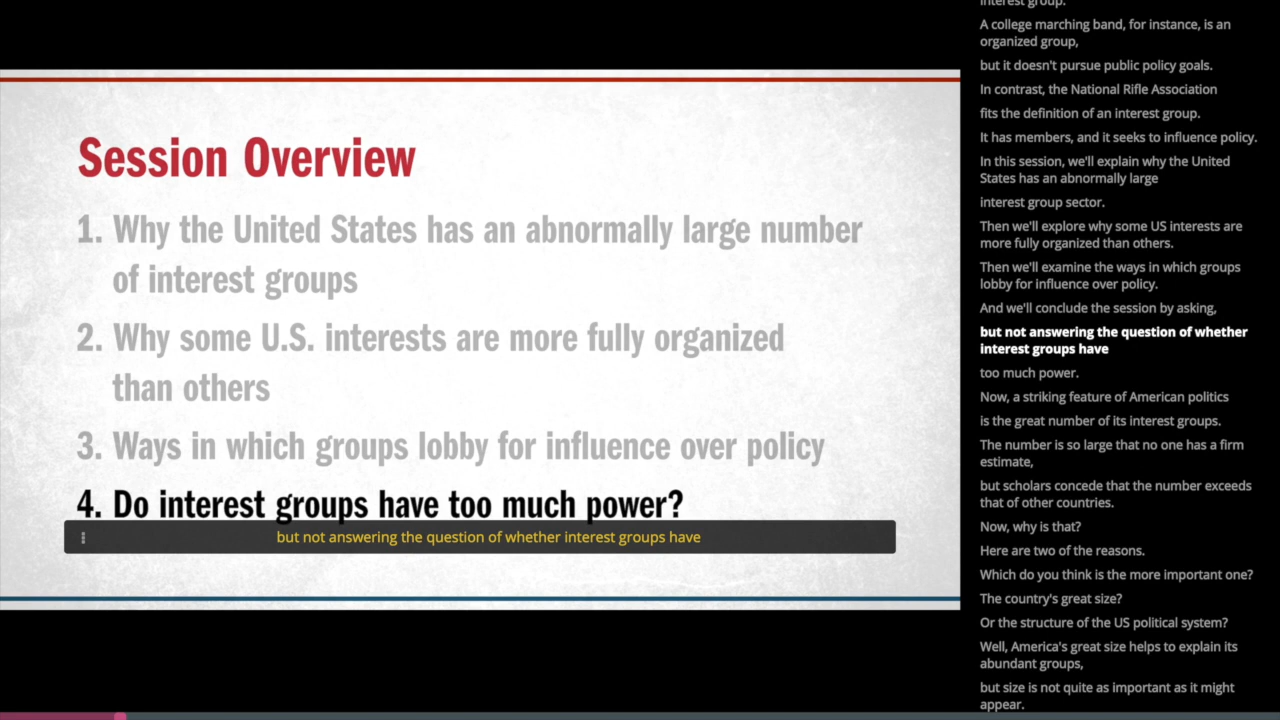 Session Overview
1. Why the United States has an abnormally large number
of interest groups
2. Why some U.S. interests are more fully organized
than others
3. Ways in which groups lobby for influence over policy
4. Do interest groups have too much power?
but not answering the question of whether interest groups have
interest group.
A college marching band, for instance, is an
organized group,
but it doesn't pursue public policy goals.
In contrast, the National Rifle Association
fits the definition of an interest group.
It has members, and it seeks to influence policy.
In this session, we'll explain why the United
States has an abnormally large
interest group sector.
Then we'll explore why some US interests are
more fully organized than others.
Then we'll examine the ways in which groups
lobby for influence over policy.
And we'll conclude the session by asking,
but not answering the question of whether
interest groups have
too much power.
Now, a striking feature of American politics
is the great number of its interest groups.
The number is so large that no one has a firm
estimate,
but scholars concede that the number exceeds
that of other countries.
Now, why is that?
Here are two of the reasons.
Which do you think is the more important one?
The country's great size?
Or the structure of the US political system?
Well, America's great size helps to explain its
abundant groups,
but size is not quite as important as it might
appear.